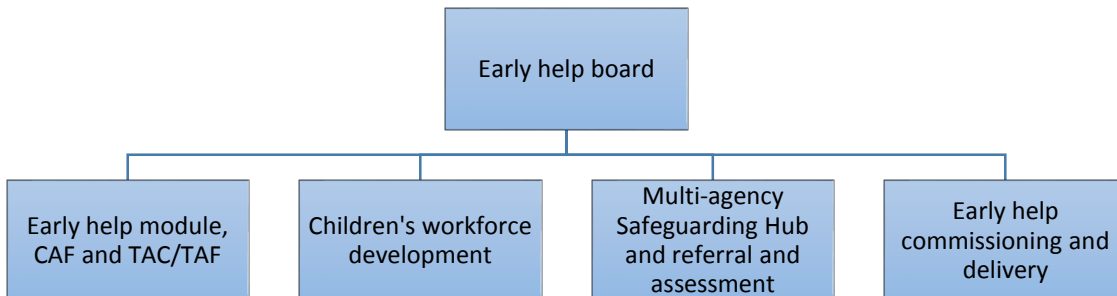 Early help board
Early help module,
CAF and TAC/TAF
Children's workforce
development
Multi-agency
Safeguarding Hub
and referral and
assessment
Early help
commissioning and
delivery